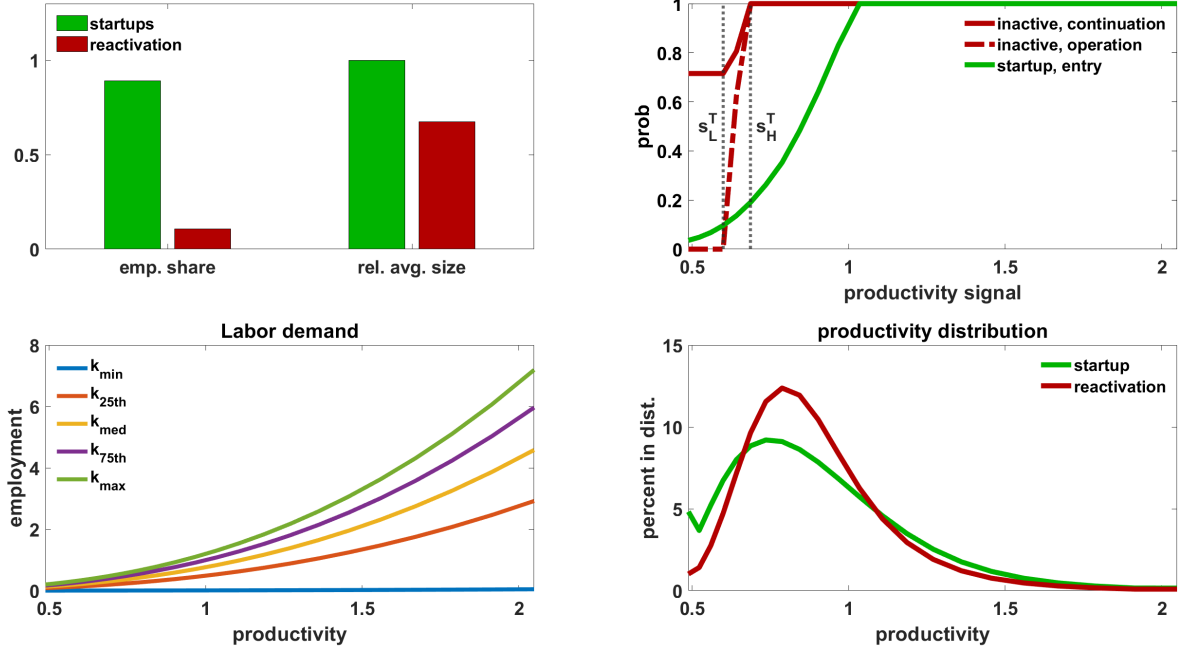 startups
reactivation
1
0.5
0
emp. share
rel. avg. size
1
0.8
0.6
0.4
0.2
0
prob
inactive, continuation
inactive, operation
startup, entry
s_L^T
s_H^T
0.5
1
1.5
2
productivity signal
Labor demand
8
6
4
2
0
employment
k_min
k_25th
k_med
k_75th
k_max
0.5
1
1.5
2
productivity
productivity distribution
15
10
5
0
percent in dist.
startup
reactivation
0.5
1
1.5
2
productivity